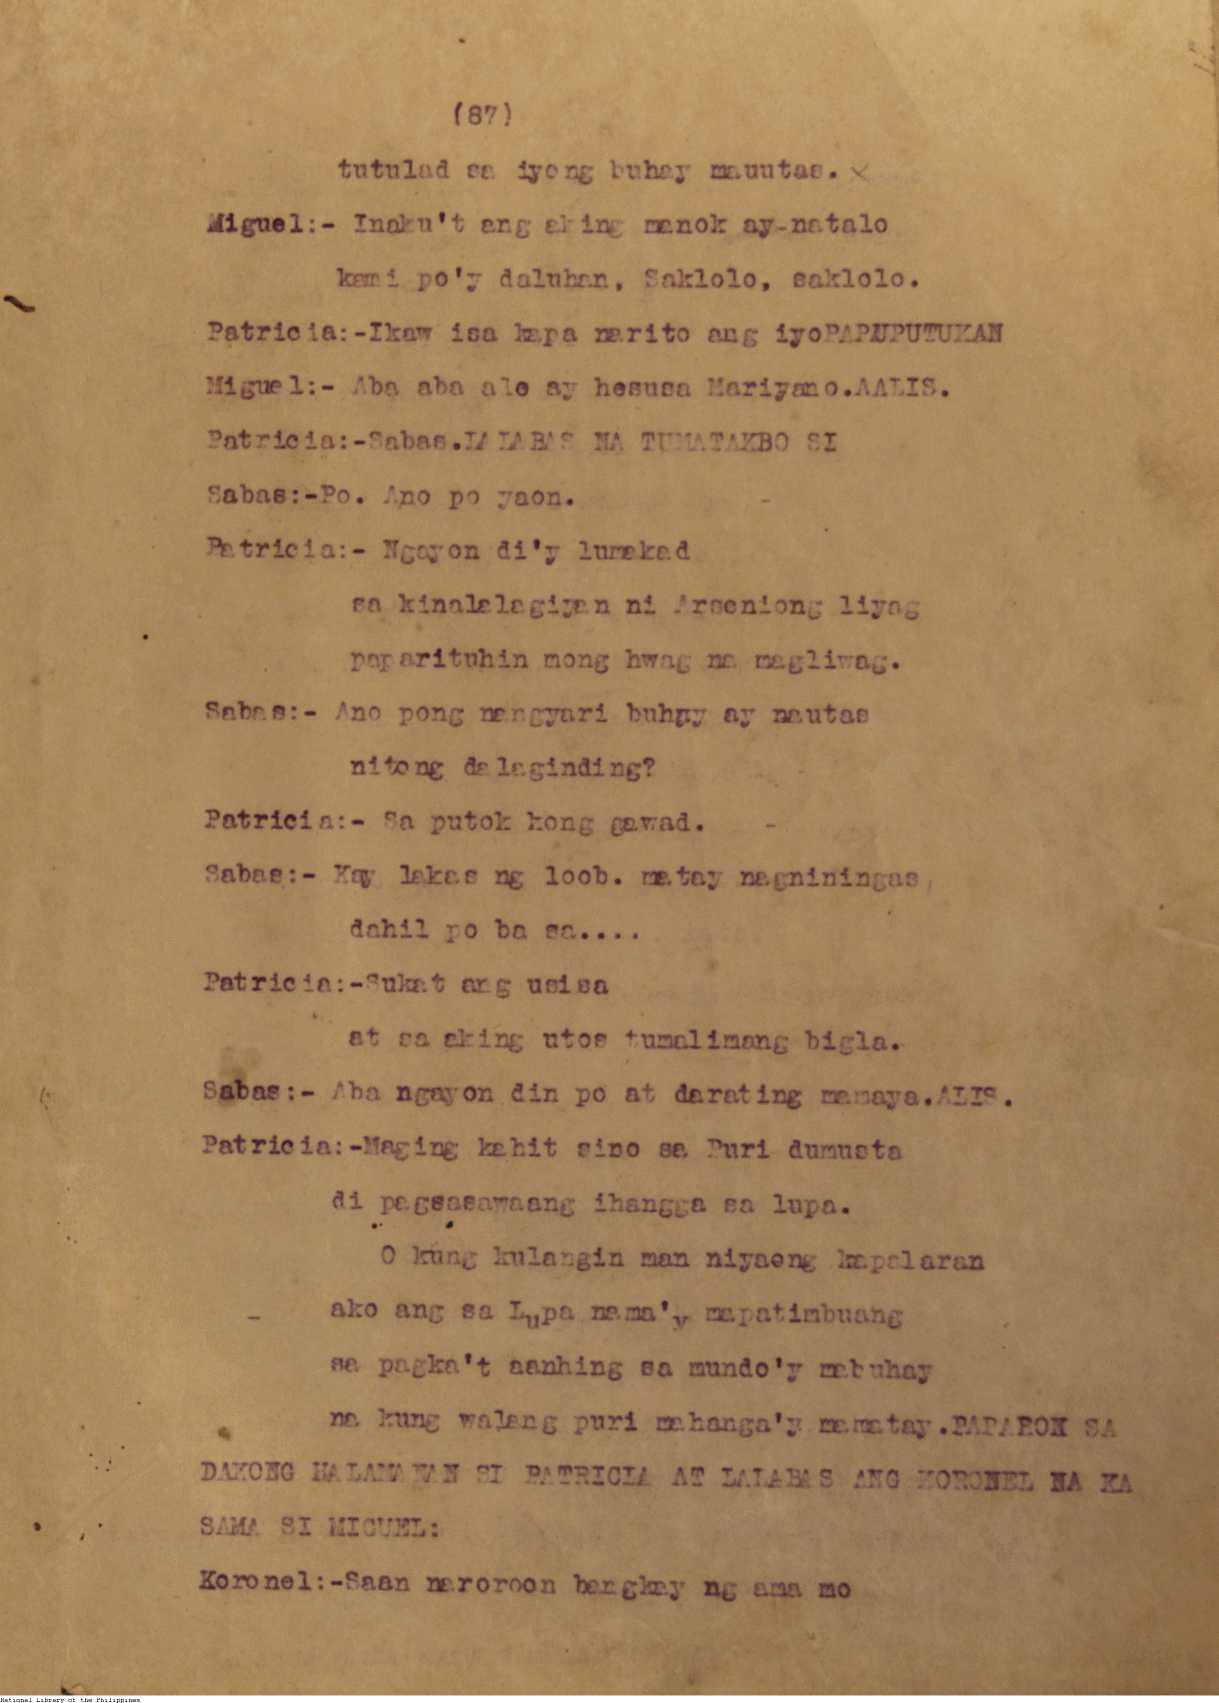 (87)
tutulad sa iyong buhay mauutas.
Miguel:- Inaku't ang aking manok ay-natalo
kami po'y daluhan, Saklolo, saklolo.
Patricia:-Ikaw isa kapa narito ang iyoPAPUPUTUKAN
Miguel:- Aba aba ale ay hesusa Mariyano.AALIS.
Patricia:-Sabas.LALABAS NA TUMATAKBO SI
Sabas:-Po. Ano po yaon.
Patricia:- Ngayon di'y lumakad
sa kinalalagiyan ni Arseniong liyag
paparituhin mong hwag na magliwag.
Sabas:- Ano pong nangyari buhay ay nautas
nitong dalaginding?
Patricia:- Sa putok kong gawad.
Sabas:- Kay lakas ng loob. matay nagniningas,
dahil po ba sa....
Patricia:-Sukat ang usisa
at sa aking utos tumalimang bigla.
Sabas:- Aba ngayon din po at darating mamaya.ALIS.
Patricia:-Maging kahit sino sa Puri dumusta
di pagsasawaang ihangga sa lupa.
O kung kulangin man niyaong kapalaran
ako ang sa Lupa nama'y mapatimbuang
sa pagka't aanhing sa mundo'y mabuhay
na kung walang puri mahanga'y mamatay.PAPAROON SA
DAKONG HALAMANAN SI PATRICIA AT LALABAS ANG KORONEL NA KA
SAMA SI MIGUEL:
Koronel:-Saan naroroon bangkay ng ama mo
National Library of the Philippines